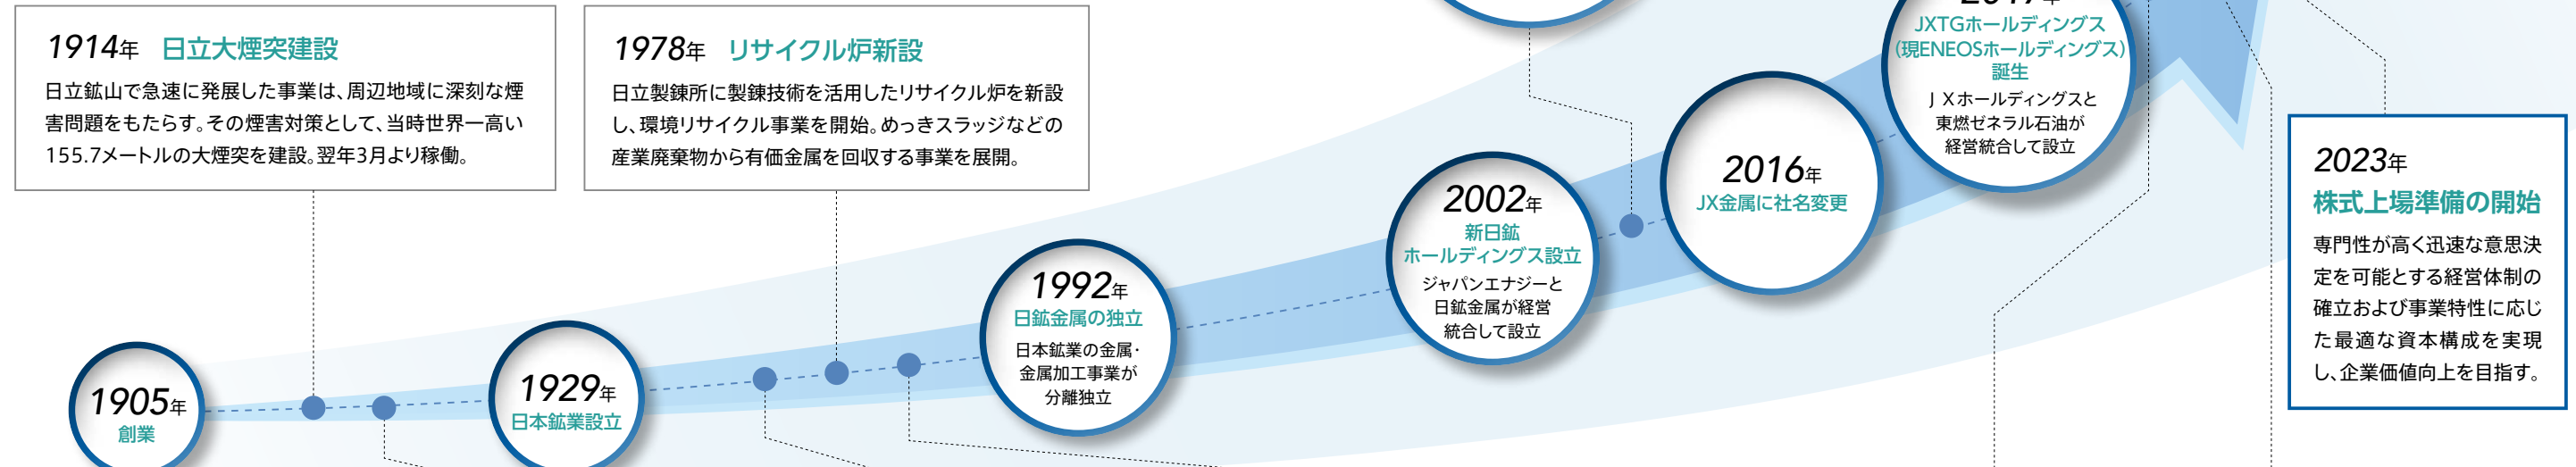 1914年 日立大煙突建設
日立鉱山で急速に発展した事業は、周辺地域に深刻な煙
害問題をもたらす。その煙害対策として、当時世界一高い
155.7メートルの大煙突を建設。翌年3月より稼働。
1978年 リサイクル炉新設
日立製錬所に製錬技術を活用したリサイクル炉を新設
し、環境リサイクル事業を開始。めっきスラッジなどの
産業廃棄物から有価金属を回収する事業を展開。
1905年
創業
1929年
日本鉱業設立
1992年
日鉱金属の独立
日本鉱業の金属・
金属加工事業が
分離独立
2002年
新日鉱
ホールディングス設立
ジャパンエナジーと
日鉱金属が経営
統合して設立
2016年
JX金属に社名変更
JXTGホールディングス
(現ENEOSホールディングス)
誕生
JXホールディングスと
東燃ゼネラル石油が
経営統合して設立
2023年
株式上場準備の開始
専門性が高く迅速な意思決
定を可能とする経営体制の
確立および事業特性に応じ
た最適な資本構成を実現
し、企業価値向上を目指す。